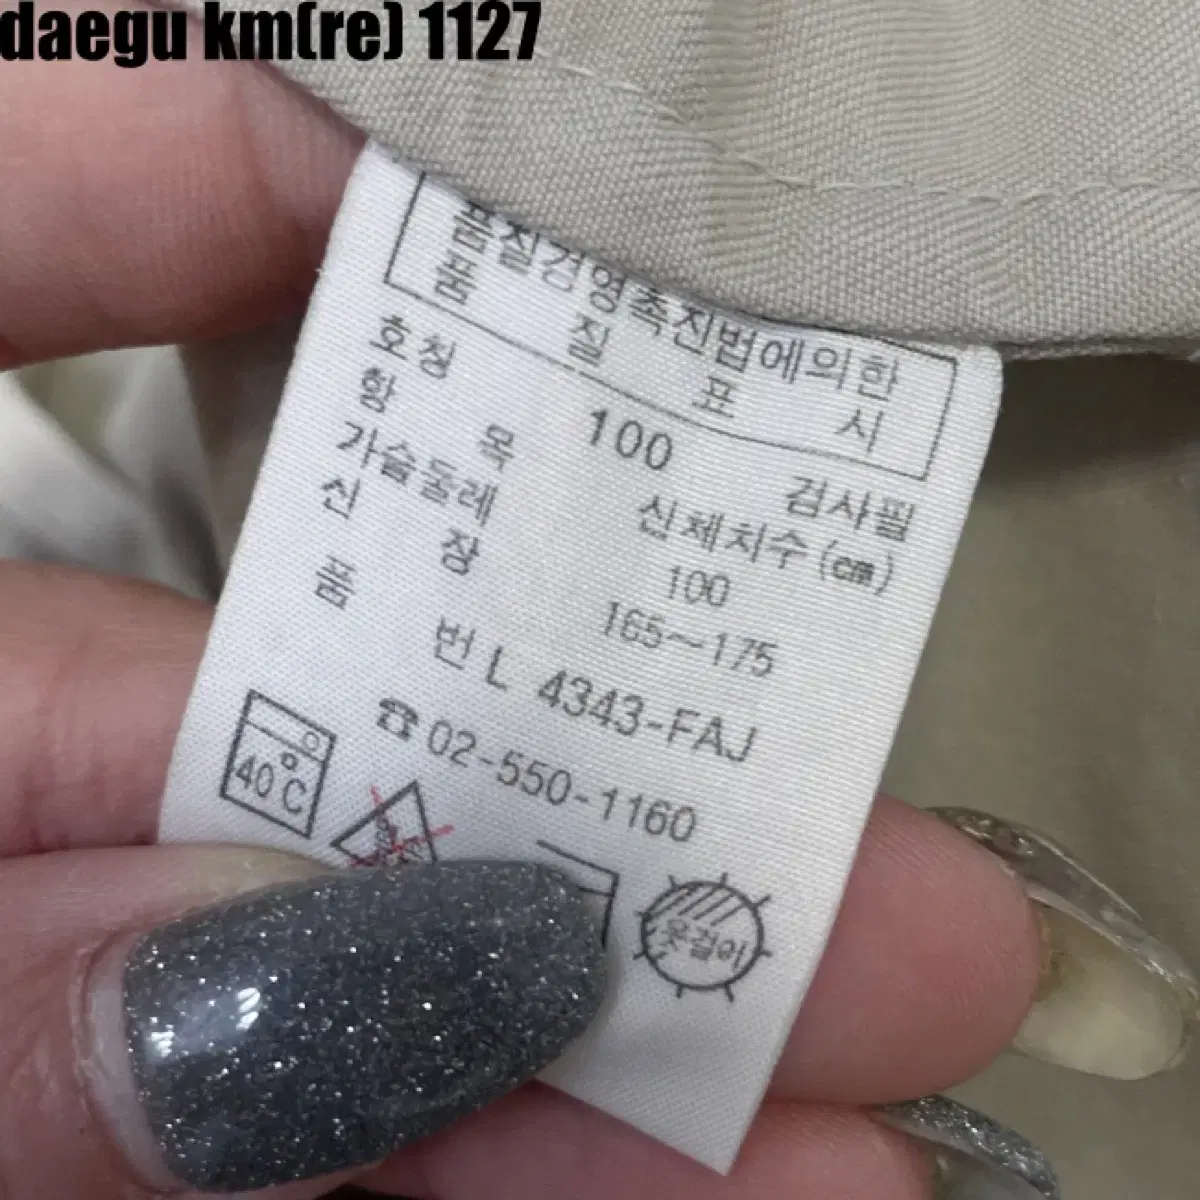 daegu km(re) 1127
품질경영촉진법에의한
품 질 표 시
호칭 100 검사필
항 목 신체치수(cm)
가슴둘레 100
신 장 165~175
품 번 L 4343-FAJ
☎ 02-550-1160
40°C
옷걸이